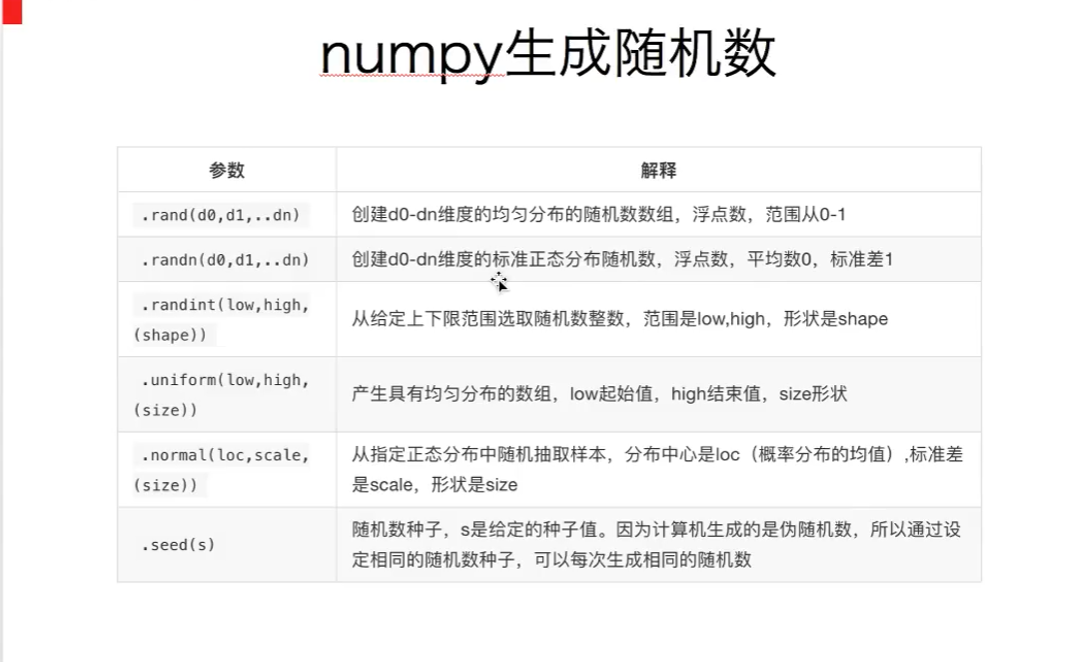 numpy生成随机数
参数
解释
.rand(d0,d1,..dn)
创建d0-dn维度的均匀分布的随机数数组，浮点数，范围从0-1
.randn(d0,d1,..dn)
创建d0-dn维度的标准正态分布随机数，浮点数，平均数0，标准差1
.randint(low,high,
(shape))
从给定上下限范围选取随机数整数，范围是low,high，形状是shape
.uniform(low,high,
(size))
产生具有均匀分布的数组，low起始值，high结束值，size形状
.normal(loc,scale,
(size))
从指定正态分布中随机抽取样本，分布中心是loc（概率分布的均值）,标准差
是scale，形状是size
.seed(s)
随机数种子，s是给定的种子值。因为计算机生成的是伪随机数，所以通过设
定相同的随机数种子，可以每次生成相同的随机数